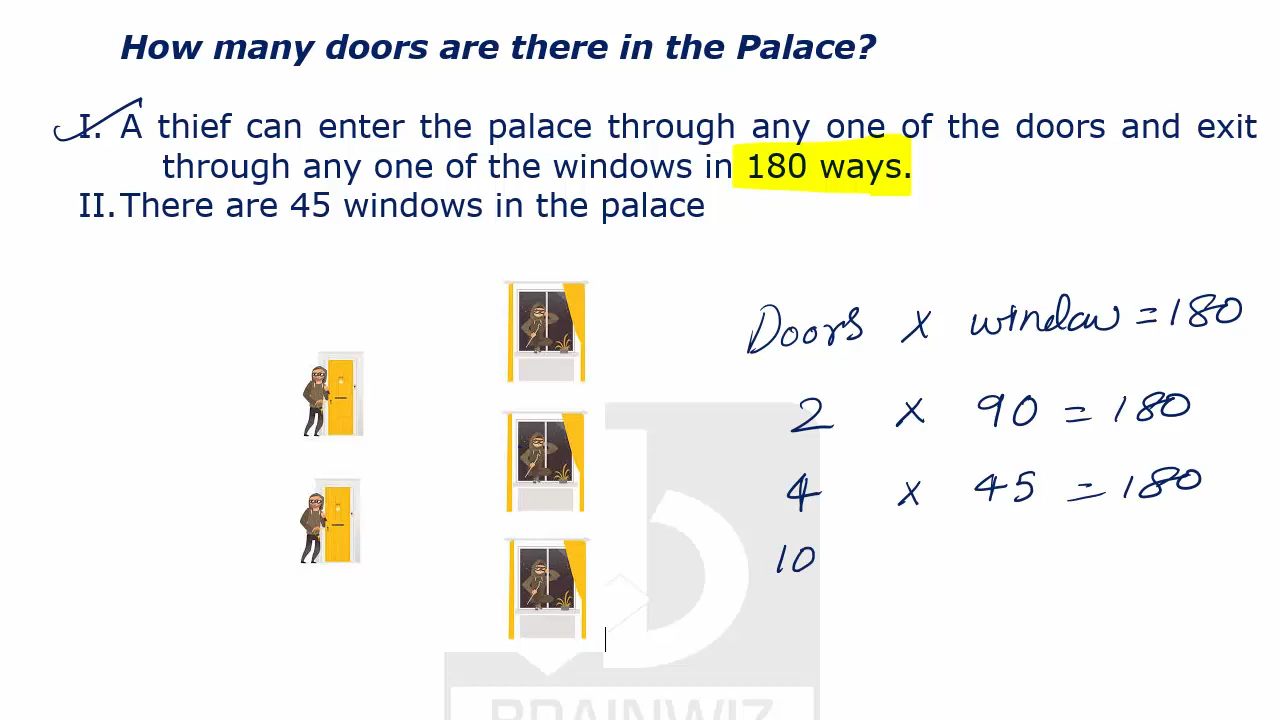 How many doors are there in the Palace?
I. A thief can enter the palace through any one of the doors and exit
through any one of the windows in 180 ways.
II. There are 45 windows in the palace
Doors x window = 180
2 x 90 = 180
4 x 45 = 180
10
BRAINWIZ